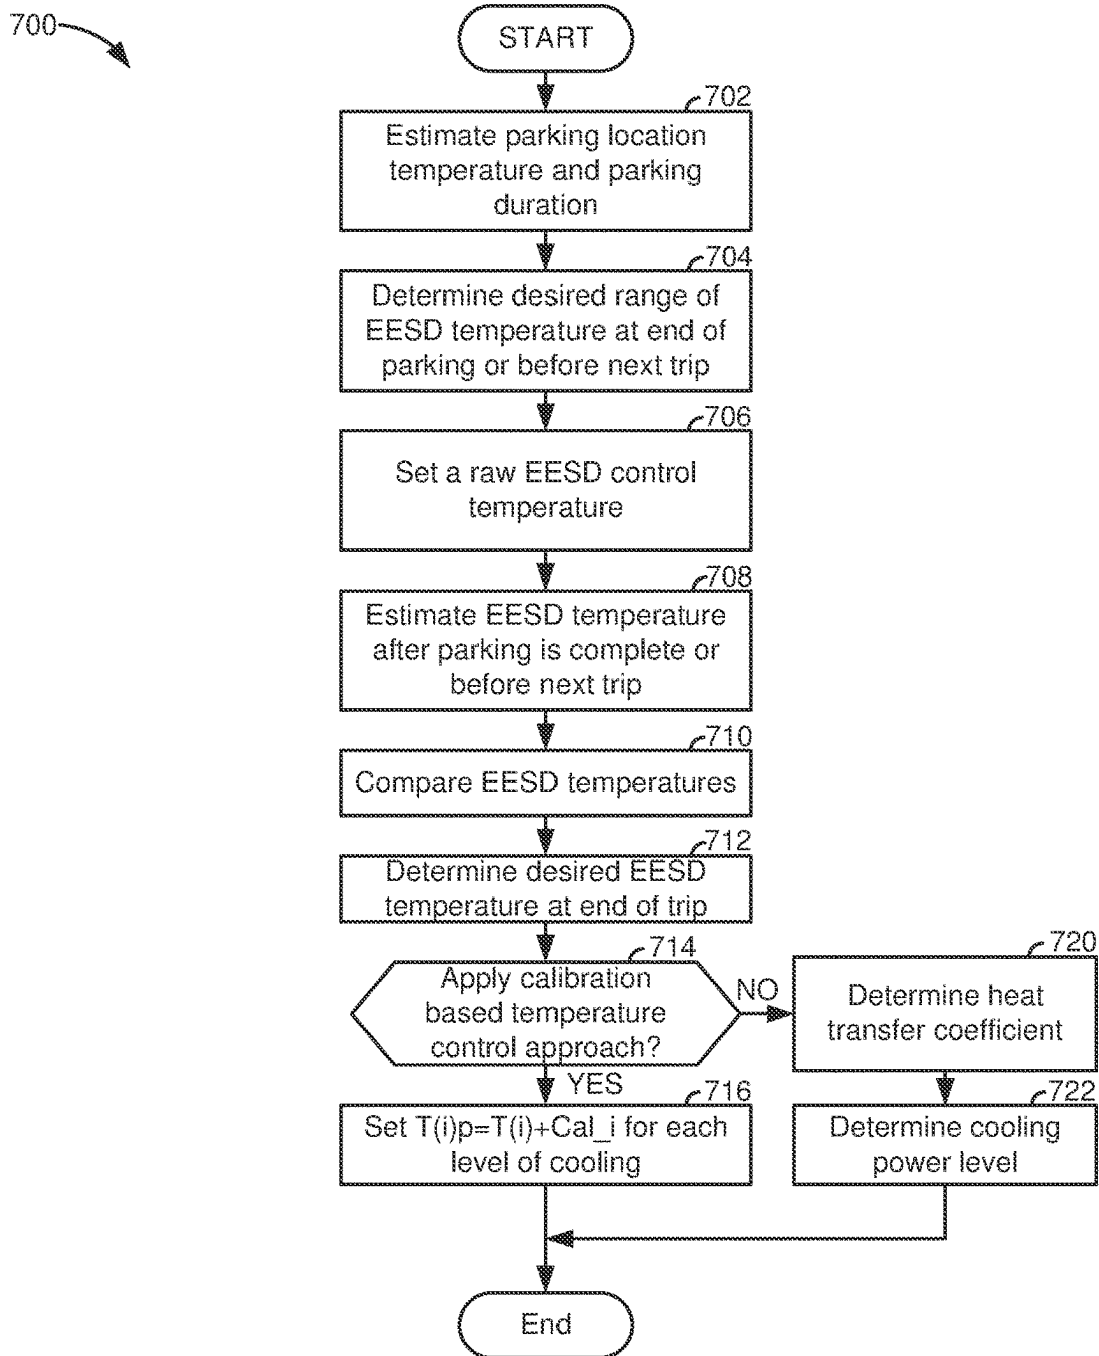 700
START
702
Estimate parking location
temperature and parking
duration
704
Determine desired range of
EESD temperature at end of
parking or before next trip
706
Set a raw EESD control
temperature
708
Estimate EESD temperature
after parking is complete or
before next trip
710
Compare EESD temperatures
712
Determine desired EESD
temperature at end of trip
714
Apply calibration
based temperature
control approach?
NO
720
Determine heat
transfer coefficient
YES
716
Set T(i)p=T(i)+Cal_i for each
level of cooling
722
Determine cooling
power level
End